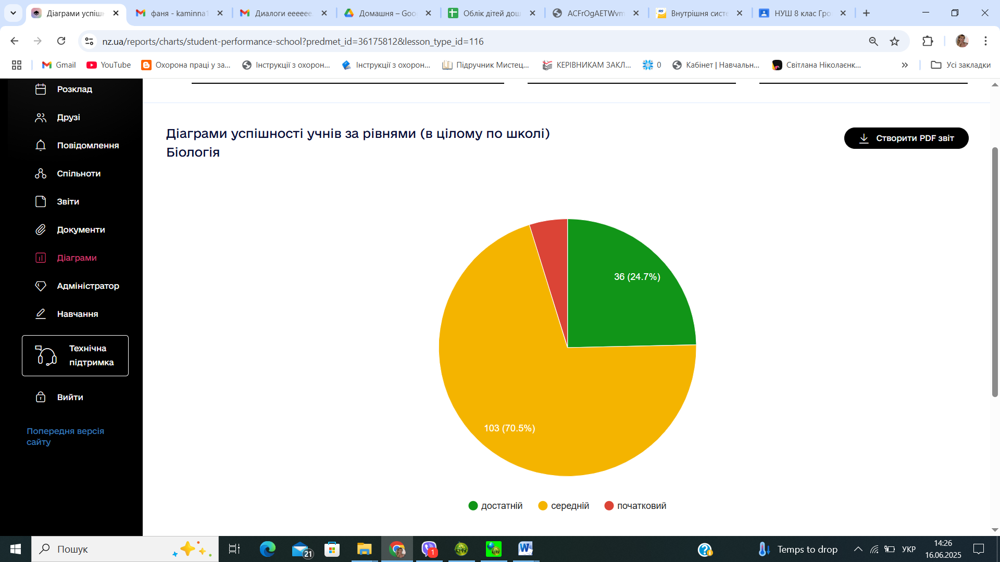 Діаграми успішн
фаня - kaminna1
Диалоги еееeee.
Домашня – Goo
Облік дітей дош
ACFrOgAETWvm
Внутрішня систе
НУШ 8 клас Гро
nz.ua/reports/charts/student-performance-school?predmet_id=36175812&lesson_type_id=116
Gmail
YouTube
Охорона праці у за...
Інструкції з охорон...
Інструкції з охорон...
Підручник Мистец...
КЕРІВНИКАМ ЗАКЛ...
0
Кабінет | Навчальн...
Світлана Ніколаєнк...
Усі закладки
Розклад
Друзі
Повідомлення
Спільноти
Звіти
Документи
Діаграми
Адміністратор
Навчання
Технічна
підтримка
Вийти
Попередня версія
сайту
Діаграми успішності учнів за рівнями (в цілому по школі)
Біологія
Створити PDF звіт
36 (24.7%)
103 (70.5%)
достатній
середній
початковий
Пошук
21
1
Temps to drop
УКР
14:26
16.06.2025